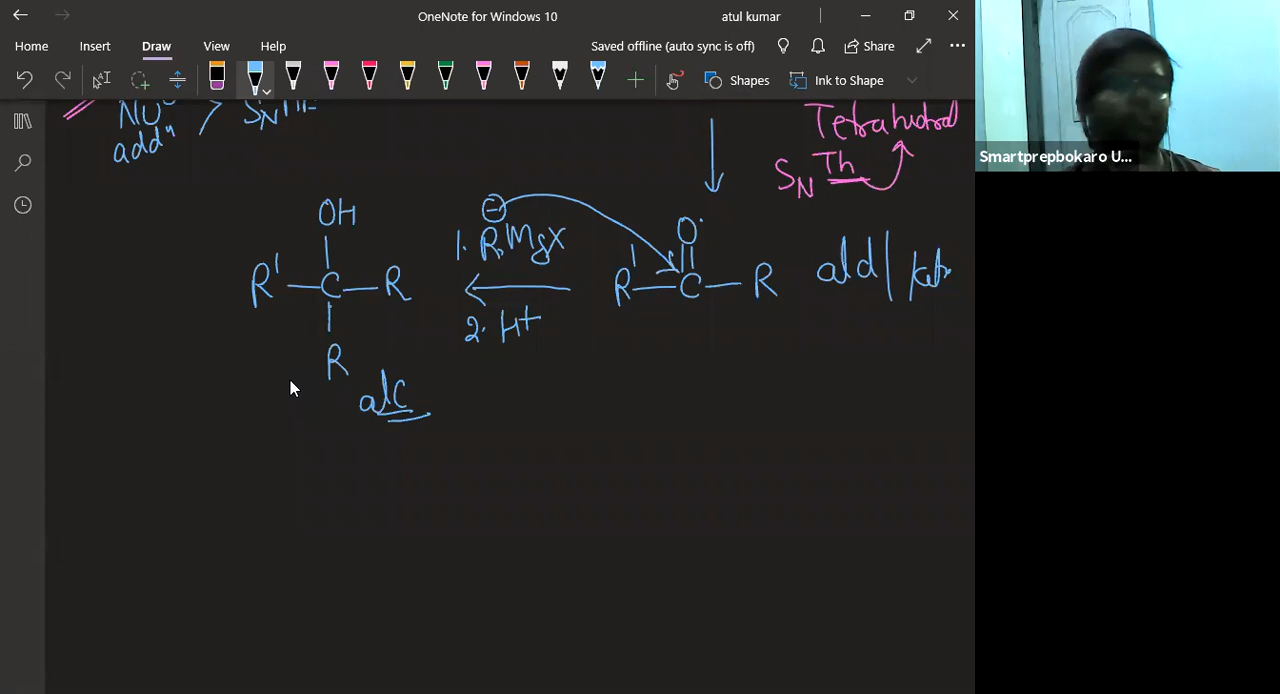 OneNote for Windows 10
atul kumar
Home Insert Draw View Help
Saved offline (auto sync is off)
Share
Shapes
Ink to Shape
Smartprepbokaro U...
Nu⊖ > SN
addⁿ
Tetrahedral
SN Th
OH
R' — C — R
R
alc
1. RMgX
⊖
2. H+
O
R' — C — R
ald/